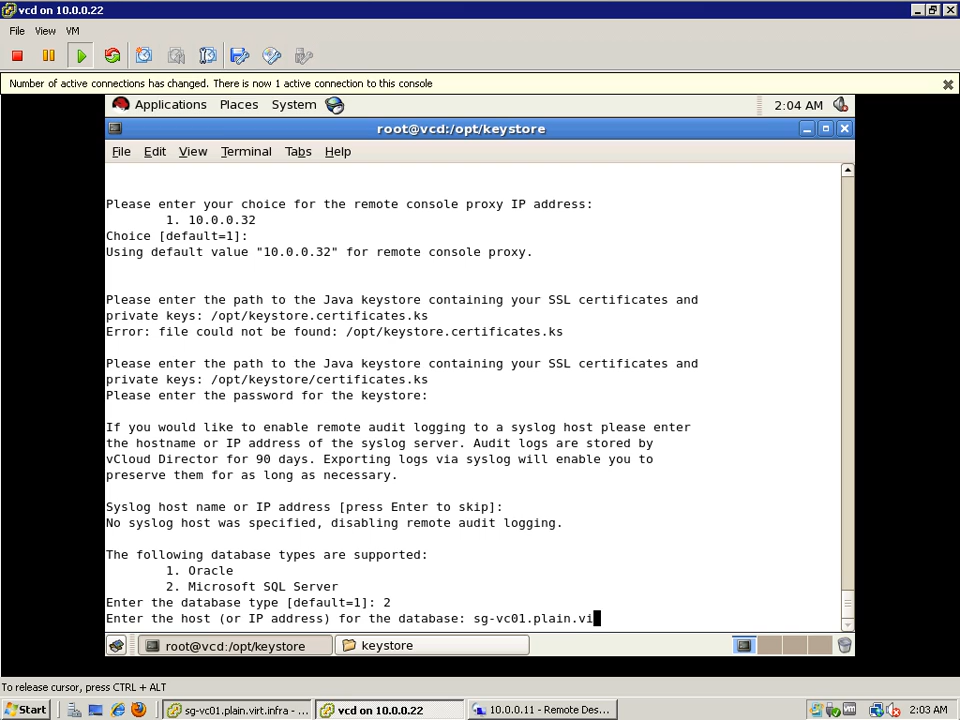 vcd on 10.0.0.22
File View VM
Number of active connections has changed. There is now 1 active connection to this console
Applications Places System 2:04 AM
root@vcd:/opt/keystore
File Edit View Terminal Tabs Help
Please enter your choice for the remote console proxy IP address:
1. 10.0.0.32
Choice [default=1]:
Using default value "10.0.0.32" for remote console proxy.
Please enter the path to the Java keystore containing your SSL certificates and
private keys: /opt/keystore.certificates.ks
Error: file could not be found: /opt/keystore.certificates.ks
Please enter the path to the Java keystore containing your SSL certificates and
private keys: /opt/keystore/certificates.ks
Please enter the password for the keystore:
If you would like to enable remote audit logging to a syslog host please enter
the hostname or IP address of the syslog server. Audit logs are stored by
vCloud Director for 90 days. Exporting logs via syslog will enable you to
preserve them for as long as necessary.
Syslog host name or IP address [press Enter to skip]:
No syslog host was specified, disabling remote audit logging.
The following database types are supported:
1. Oracle
2. Microsoft SQL Server
Enter the database type [default=1]: 2
Enter the host (or IP address) for the database: sg-vc01.plain.vi
root@vcd:/opt/keystore keystore
To release cursor, press CTRL + ALT
Start sg-vc01.plain.virt.infra - ... vcd on 10.0.0.22 10.0.0.11 - Remote Des... 2:03 AM